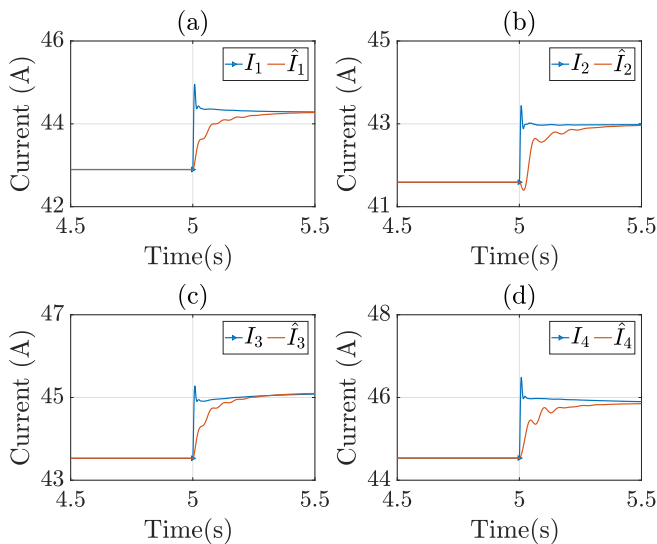 (a)
46
44
42
Current (A)
I₁ Î₁
4.5 5 5.5
Time(s)
(b)
45
43
41
Current (A)
I₂ Î₂
4.5 5 5.5
Time(s)
(c)
47
45
43
Current (A)
I₃ Î₃
4.5 5 5.5
Time(s)
(d)
48
46
44
Current (A)
I₄ Î₄
4.5 5 5.5
Time(s)